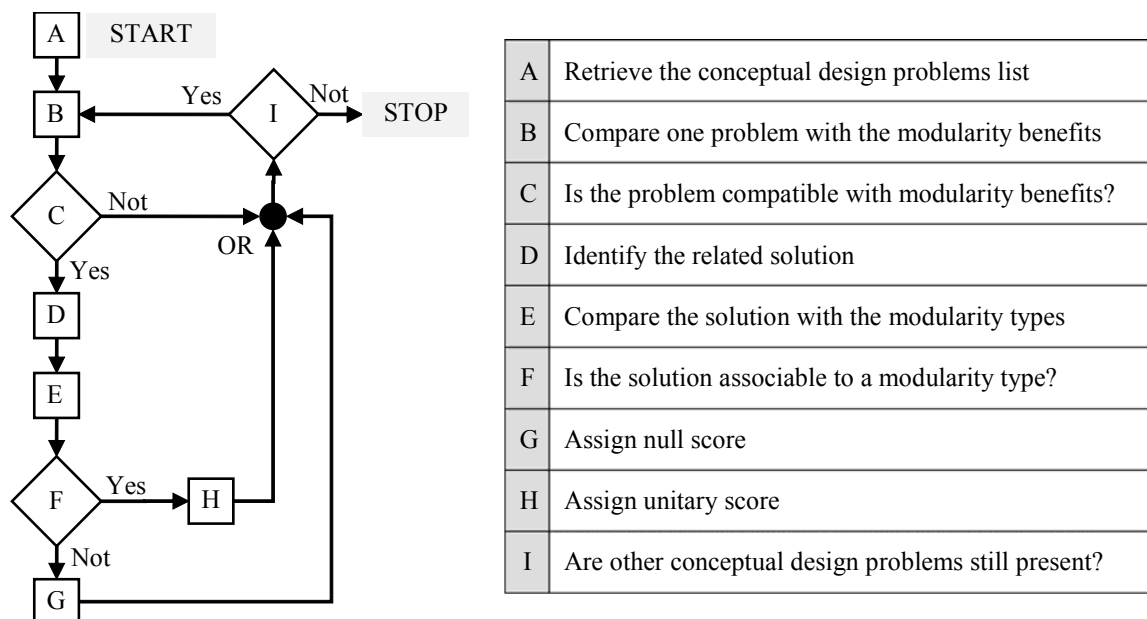 A START
Yes I Not STOP
B
C Not
OR
Yes
D
E
F Yes H
Not
G
A Retrieve the conceptual design problems list
B Compare one problem with the modularity benefits
C Is the problem compatible with modularity benefits?
D Identify the related solution
E Compare the solution with the modularity types
F Is the solution associable to a modularity type?
G Assign null score
H Assign unitary score
I Are other conceptual design problems still present?